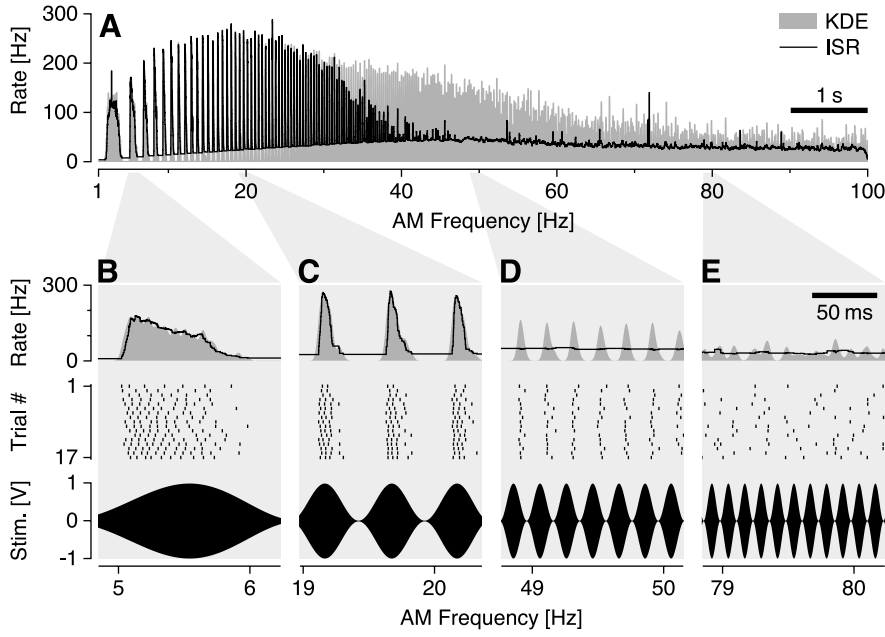 A
Rate [Hz]
300
200
100
0
KDE
ISR
1 s
1 20 40 60 80 100
AM Frequency [Hz]
B C D E
Rate [Hz]
300
0
50 ms
Trial #
1
17
Stim. [V]
1
0
-1
5 6 19 20 49 50 79 80
AM Frequency [Hz]